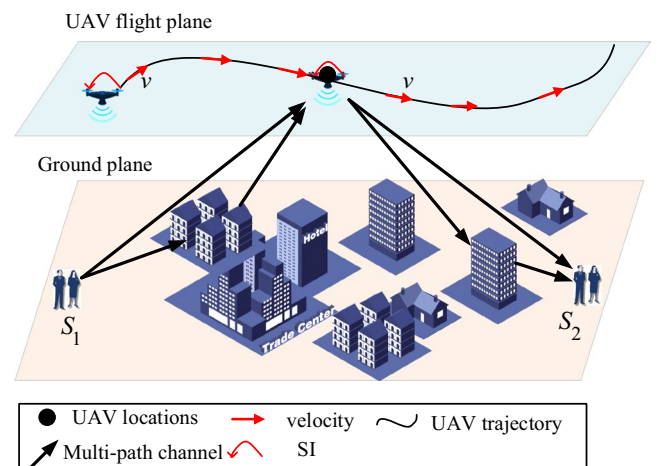 UAV flight plane
v
v
Ground plane
Hotel
S1
Trade Center
S2
UAV locations
velocity
UAV trajectory
Multi-path channel
SI